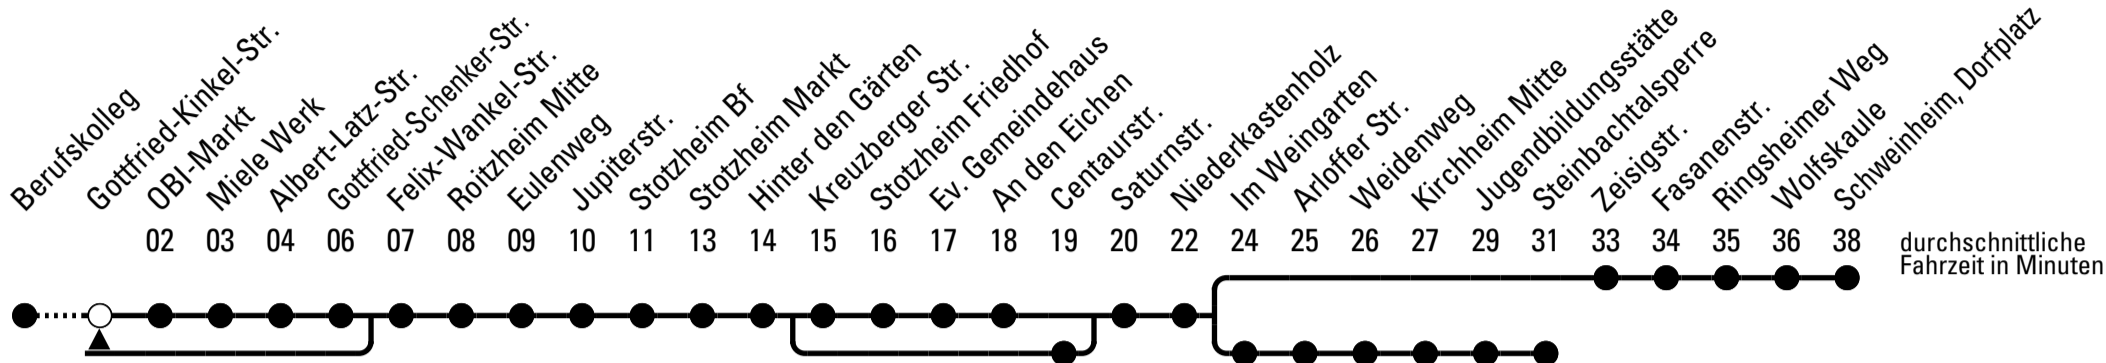 Berufskolleg
Gottfried-Kinkel-Str.
OBI-Markt
Miele Werk
Albert-Latz-Str.
Gottfried-Schenker-Str.
Felix-Wankel-Str.
Roitzheim Mitte
Eulenweg
Jupiterstr.
Stotzheim Bf
Stotzheim Markt
Hinter den Gärten
Kreuzberger Str.
Stotzheim Friedhof
Ev. Gemeindehaus
An den Eichen
Centaurstr.
Saturnstr.
Niederkastenholz
Im Weingarten
Arloffer Str.
Weidenweg
Kirchheim Mitte
Jugendbildungsstätte
Steinbachtalsperre
Zeisigstr.
Fasanenstr.
Ringsheimer Weg
Wolfskaule
Schweinheim, Dorfplatz
02 03 04 06 07 08 09 10 11 13 14 15 16 17 18 19 20 22 24 25 26 27 29 31 33 34 35 36 38
durchschnittliche
Fahrzeit in Minuten